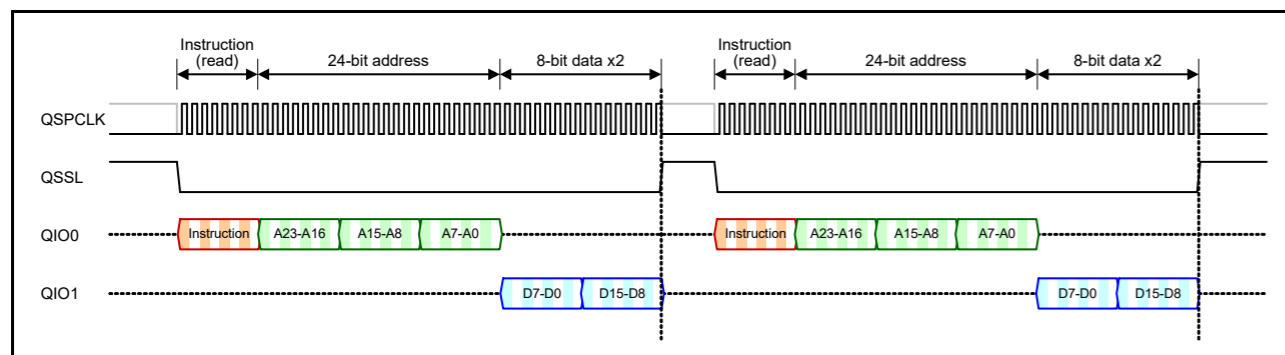 Instruction
(read)
24-bit address
8-bit data x2
Instruction
(read)
24-bit address
8-bit data x2
QSPCLK
QSSL
QIO0
Instruction
A23-A16
A15-A8
A7-A0
Instruction
A23-A16
A15-A8
A7-A0
QIO1
D7-D0
D15-D8
D7-D0
D15-D8